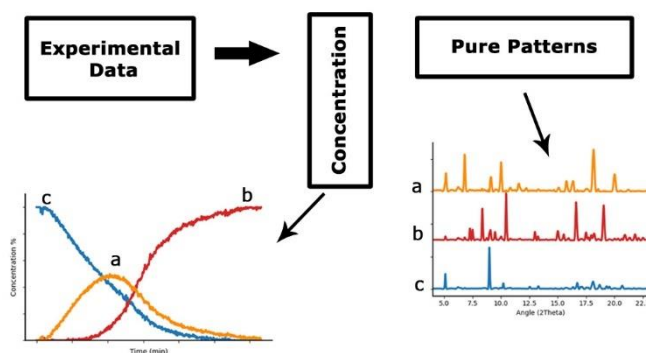 Experimental
Data
Concentration
Pure Patterns
c
b
a
Concentration %
Time (min)
a
b
c
5.0 7.5 10.0 12.5 15.0 17.5 20.0 22.5
Angle (2Theta)